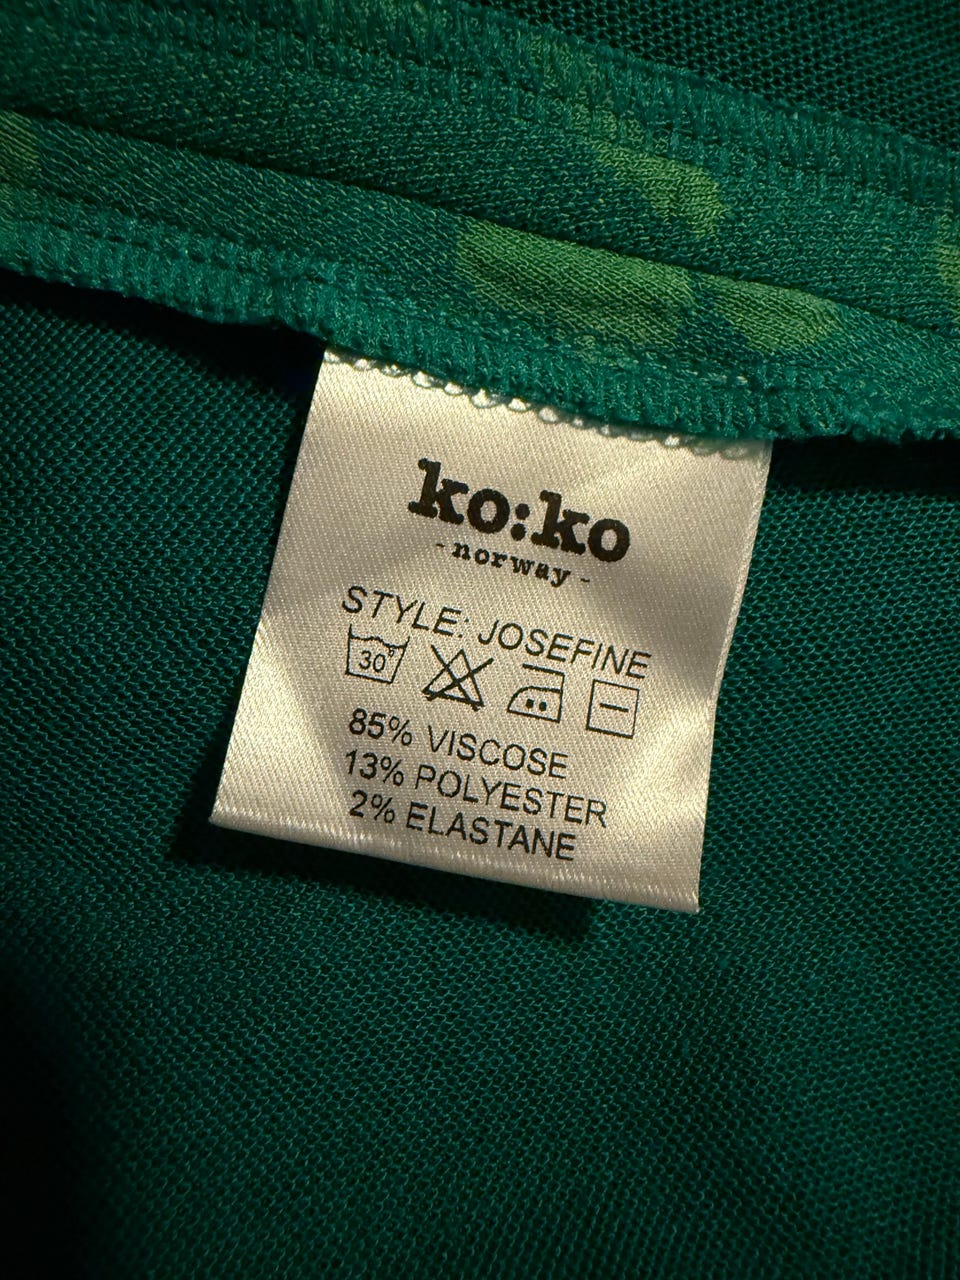 ko:ko
- norway -
STYLE: JOSEFINE
30°
85% VISCOSE
13% POLYESTER
2% ELASTANE